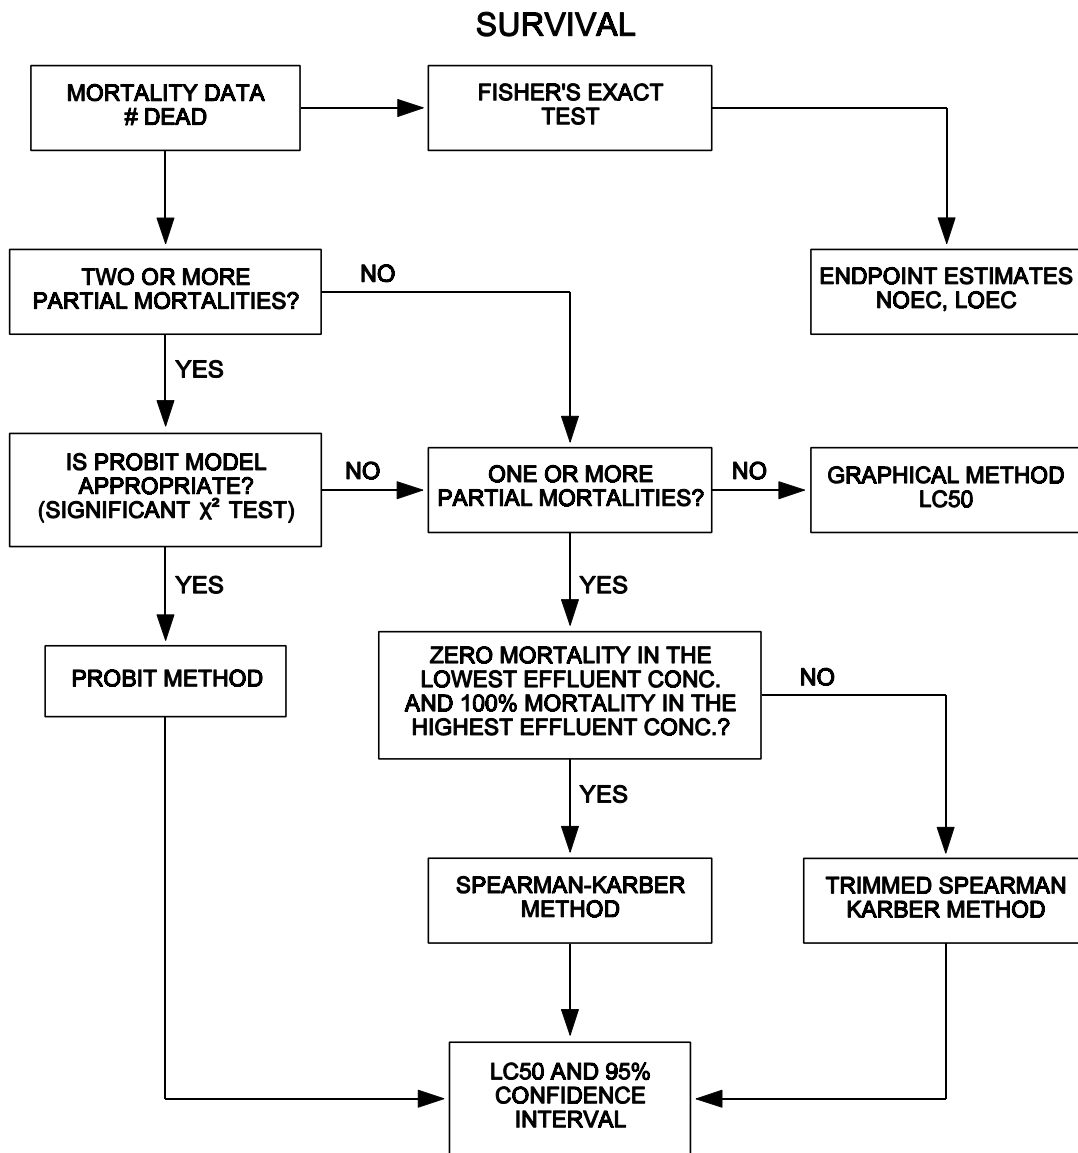 SURVIVAL
MORTALITY DATA
# DEAD
FISHER'S EXACT
TEST
TWO OR MORE
PARTIAL MORTALITIES?
NO
ENDPOINT ESTIMATES
NOEC, LOEC
YES
IS PROBIT MODEL
APPROPRIATE?
(SIGNIFICANT χ² TEST)
NO
ONE OR MORE
PARTIAL MORTALITIES?
NO
GRAPHICAL METHOD
LC50
YES
YES
PROBIT METHOD
ZERO MORTALITY IN THE
LOWEST EFFLUENT CONC.
AND 100% MORTALITY IN THE
HIGHEST EFFLUENT CONC.?
NO
YES
SPEARMAN-KARBER
METHOD
TRIMMED SPEARMAN
KARBER METHOD
LC50 AND 95%
CONFIDENCE
INTERVAL